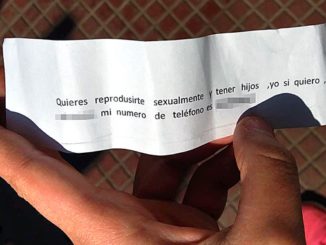 Quieres reprodusirte sexualmente y tener hijos ,yo si quiero ,
mi numero de teléfono es